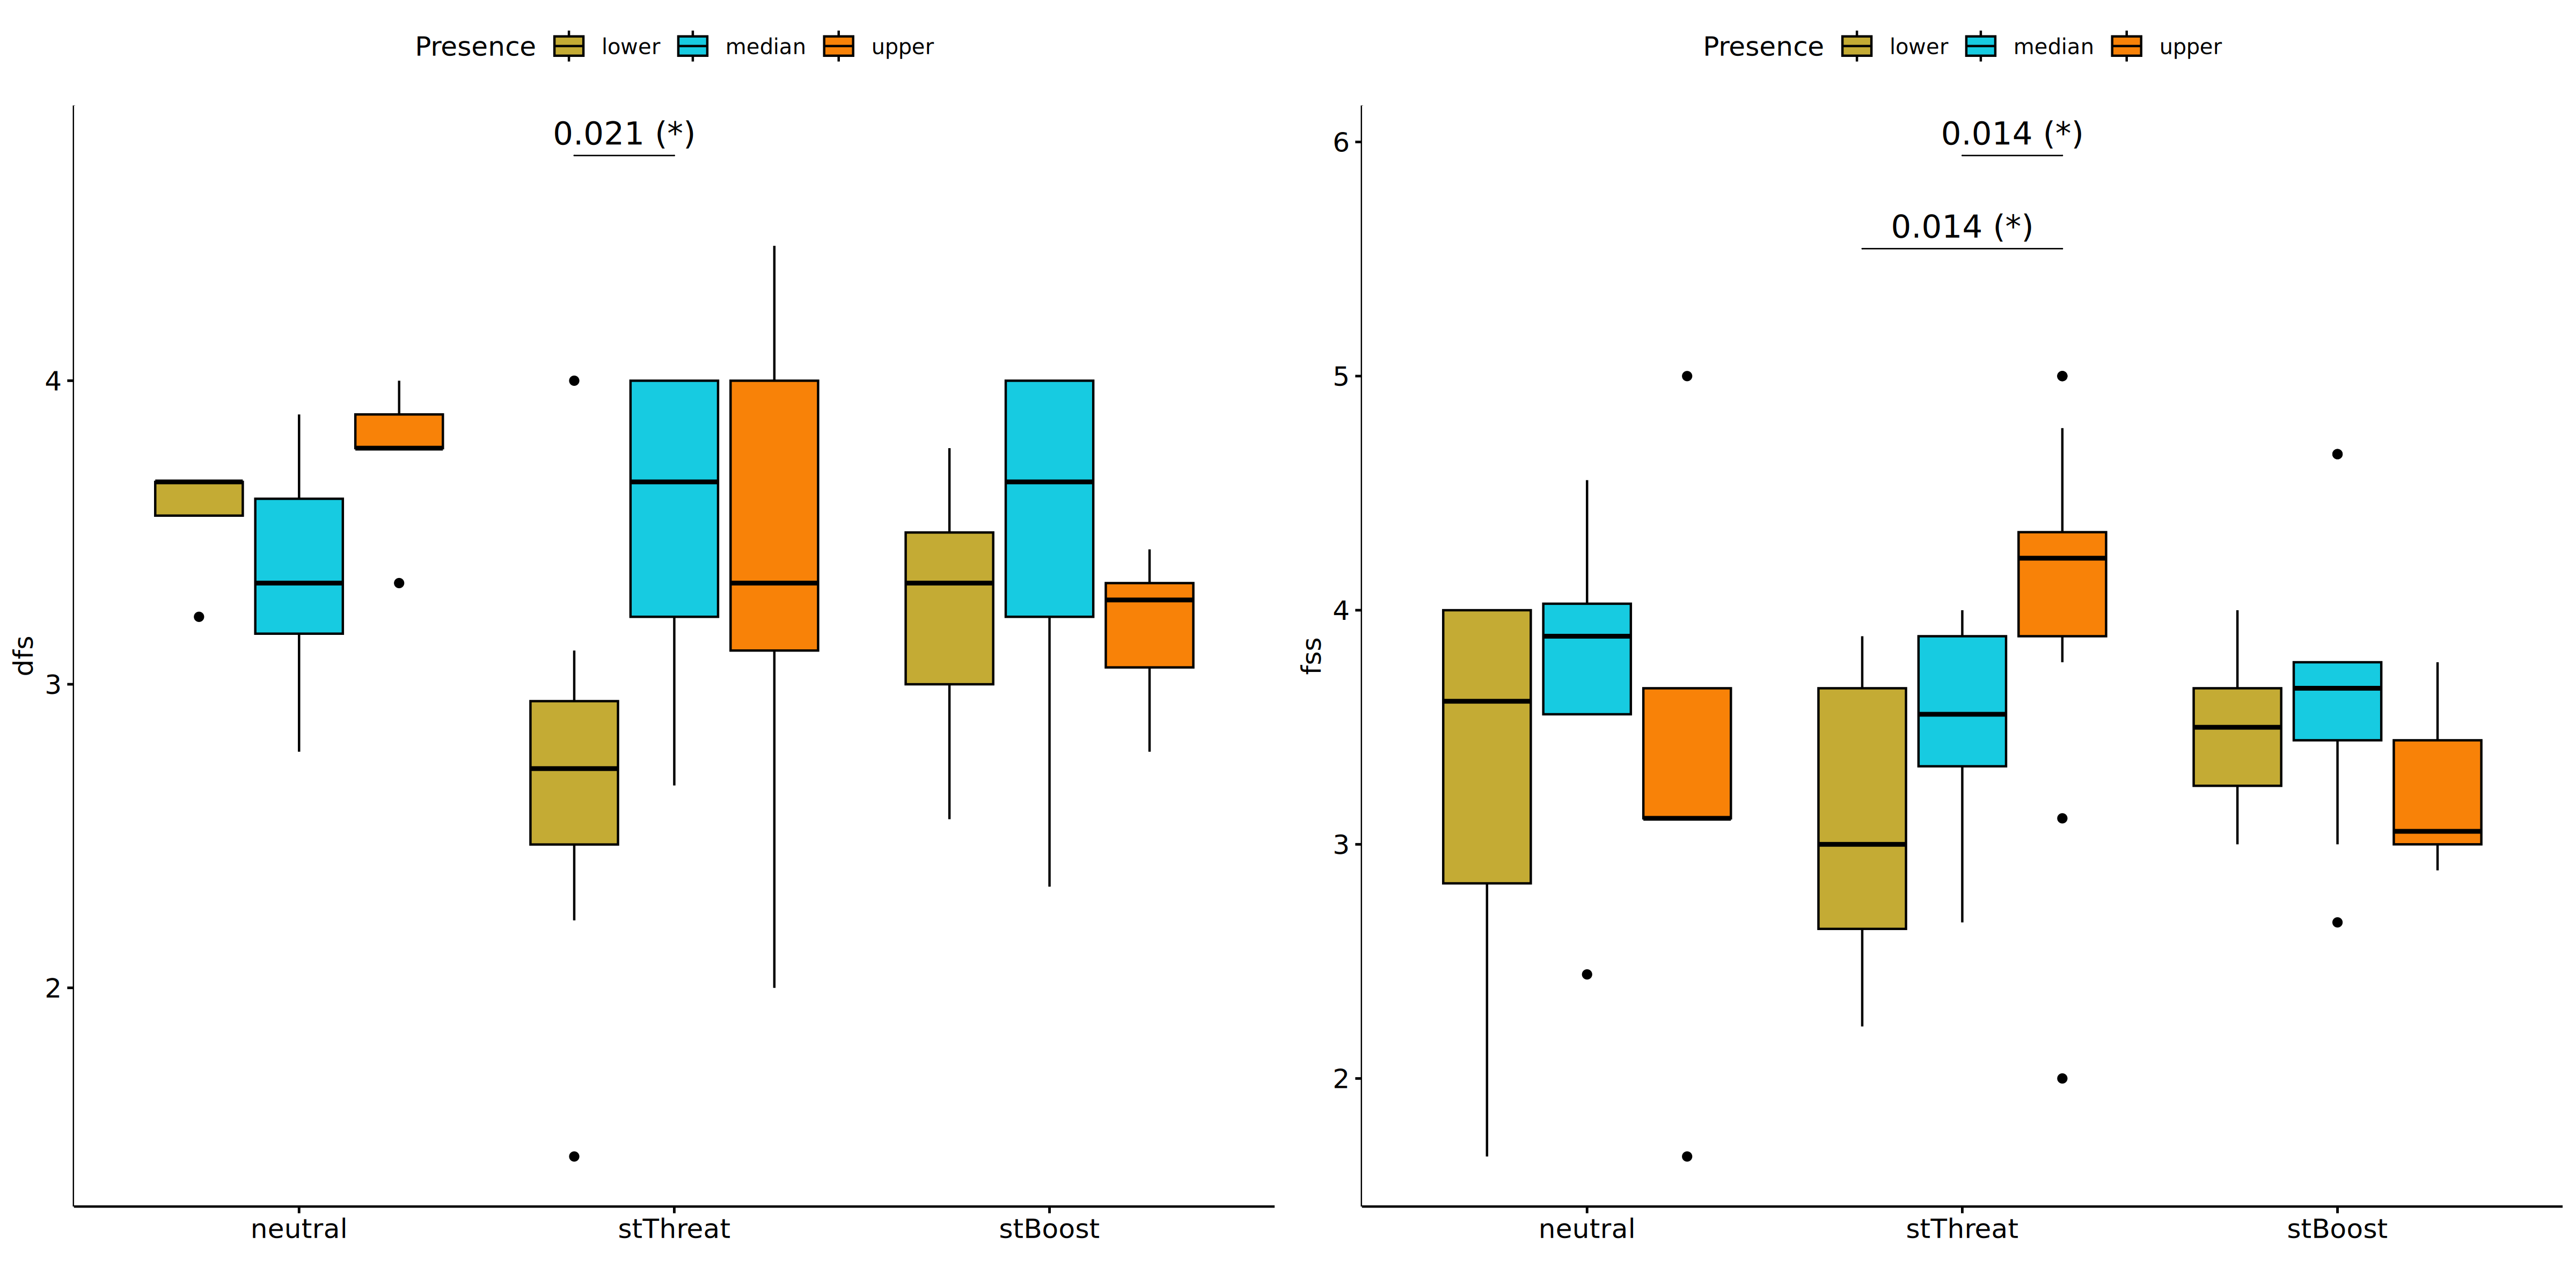 Presence lower median upper
0.021 (*)
4
3
2
dfs
neutral stThreat stBoost
Presence lower median upper
0.014 (*)
0.014 (*)
6
5
4
3
2
fss
neutral stThreat stBoost